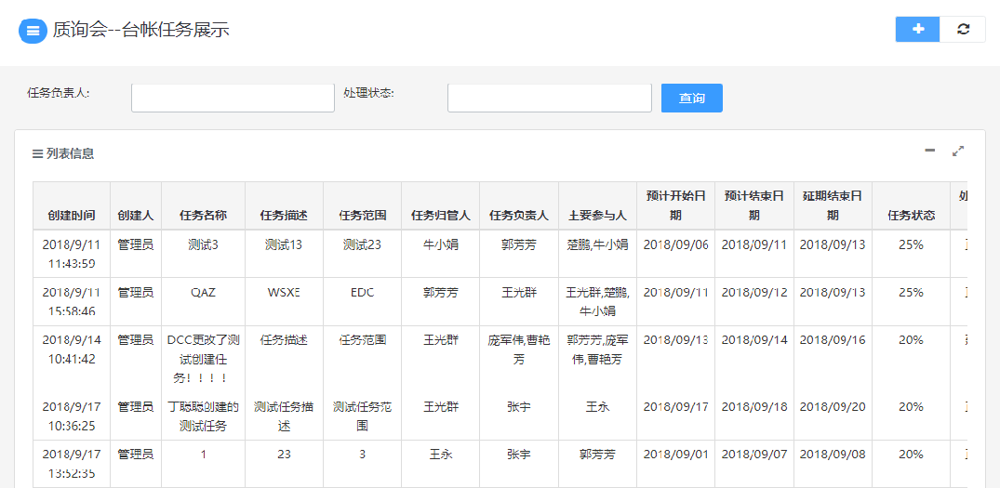 质询会--台帐任务展示
任务负责人:
处理状态:
查询
列表信息
创建时间 创建人 任务名称 任务描述 任务范围 任务归管人 任务负责人 主要参与人 预计开始日期 预计结束日期 延期结束日期 任务状态
2018/9/11 11:43:59 管理员 测试3 测试13 测试23 牛小娟 郭芳芳 楚鹏,牛小娟 2018/09/06 2018/09/11 2018/09/13 25%
2018/9/11 15:58:46 管理员 QAZ WSXE EDC 郭芳芳 王光群 王光群,楚鹏,牛小娟 2018/09/11 2018/09/12 2018/09/13 25%
2018/9/14 10:41:42 管理员 DCC更改了测试创建任务！！！！ 任务描述 任务范围 王光群 庞军伟,曹艳芳 郭芳芳,庞军伟,曹艳芳 2018/09/13 2018/09/14 2018/09/16 20%
2018/9/17 10:36:25 管理员 丁聪聪创建的测试任务 测试任务描述 测试任务范围 王光群 张宇 王永 2018/09/17 2018/09/18 2018/09/20 20%
2018/9/17 13:52:35 管理员 1 23 3 王永 张宇 郭芳芳 2018/09/01 2018/09/07 2018/09/08 20%